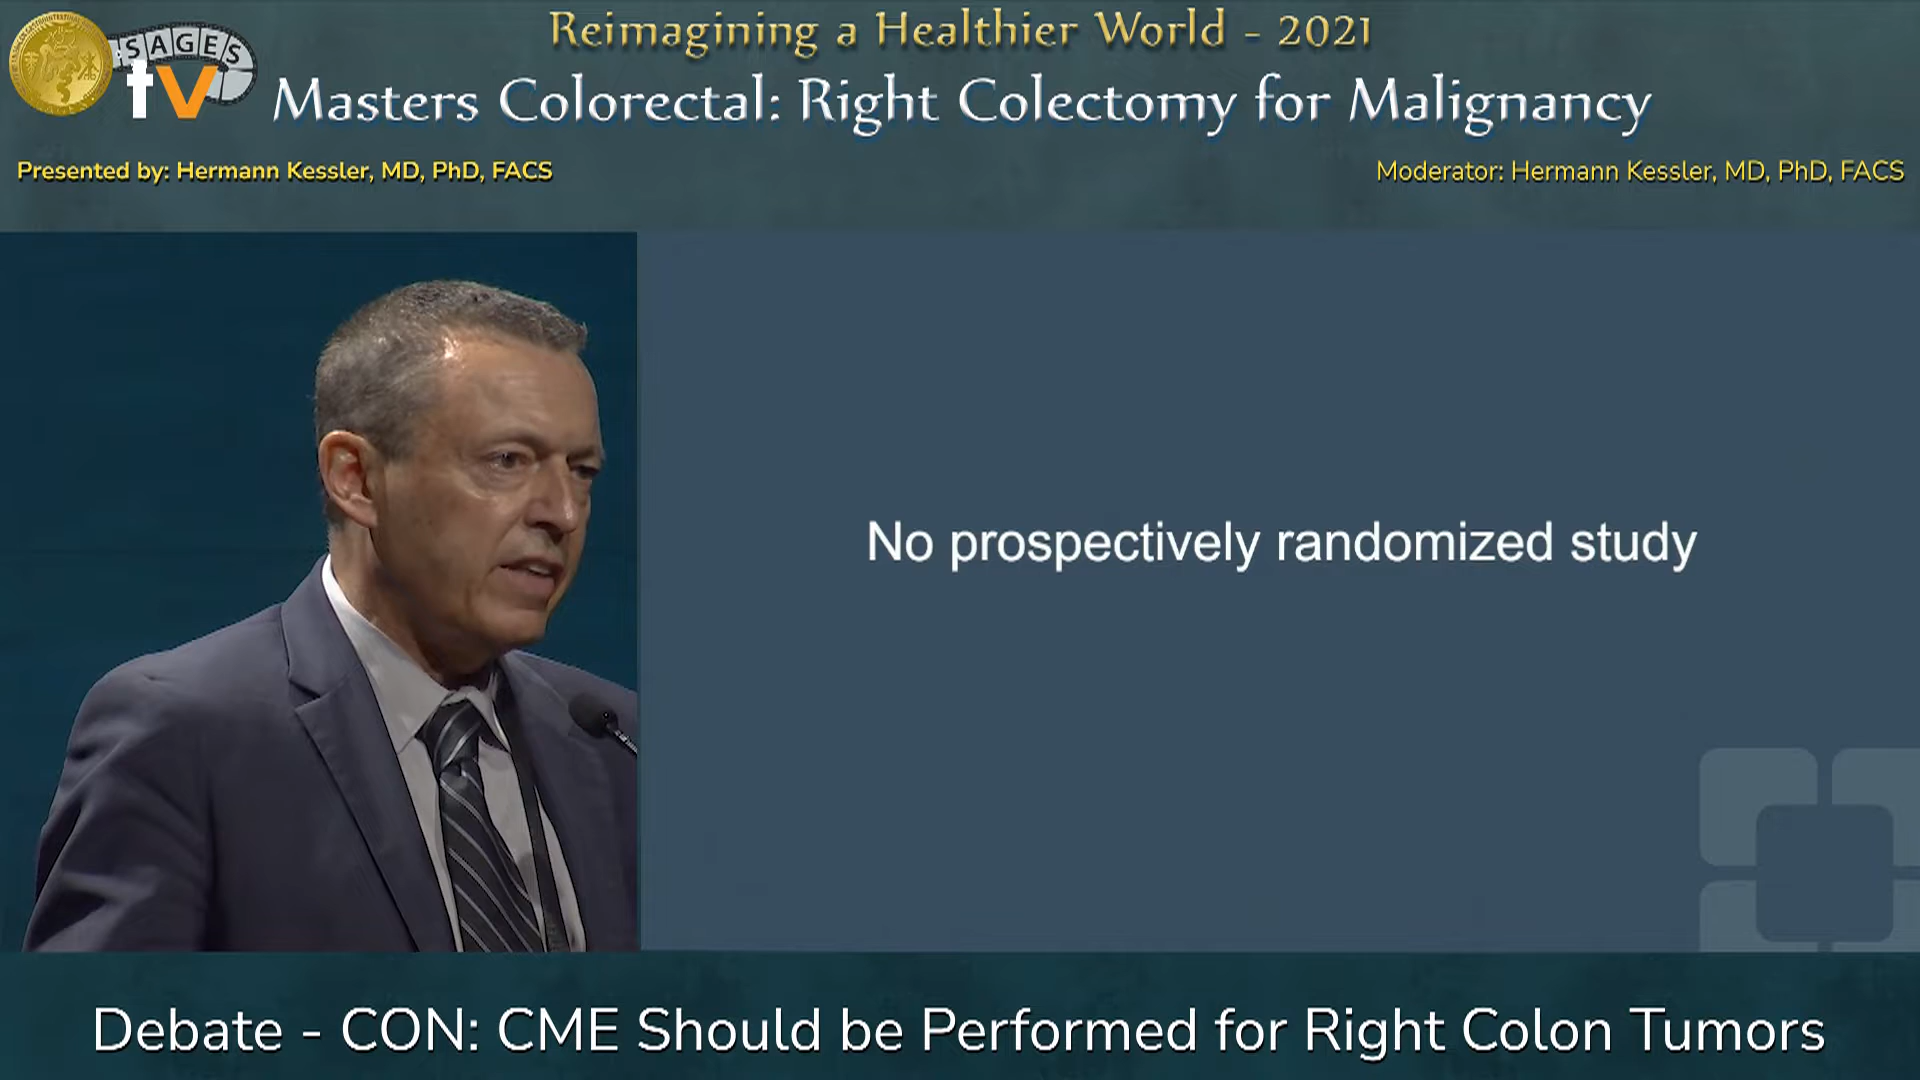 SAGES
tv
Reimagining a Healthier World - 2021
Masters Colorectal: Right Colectomy for Malignancy
Presented by: Hermann Kessler, MD, PhD, FACS
Moderator: Hermann Kessler, MD, PhD, FACS
No prospectively randomized study
Debate - CON: CME Should be Performed for Right Colon Tumors